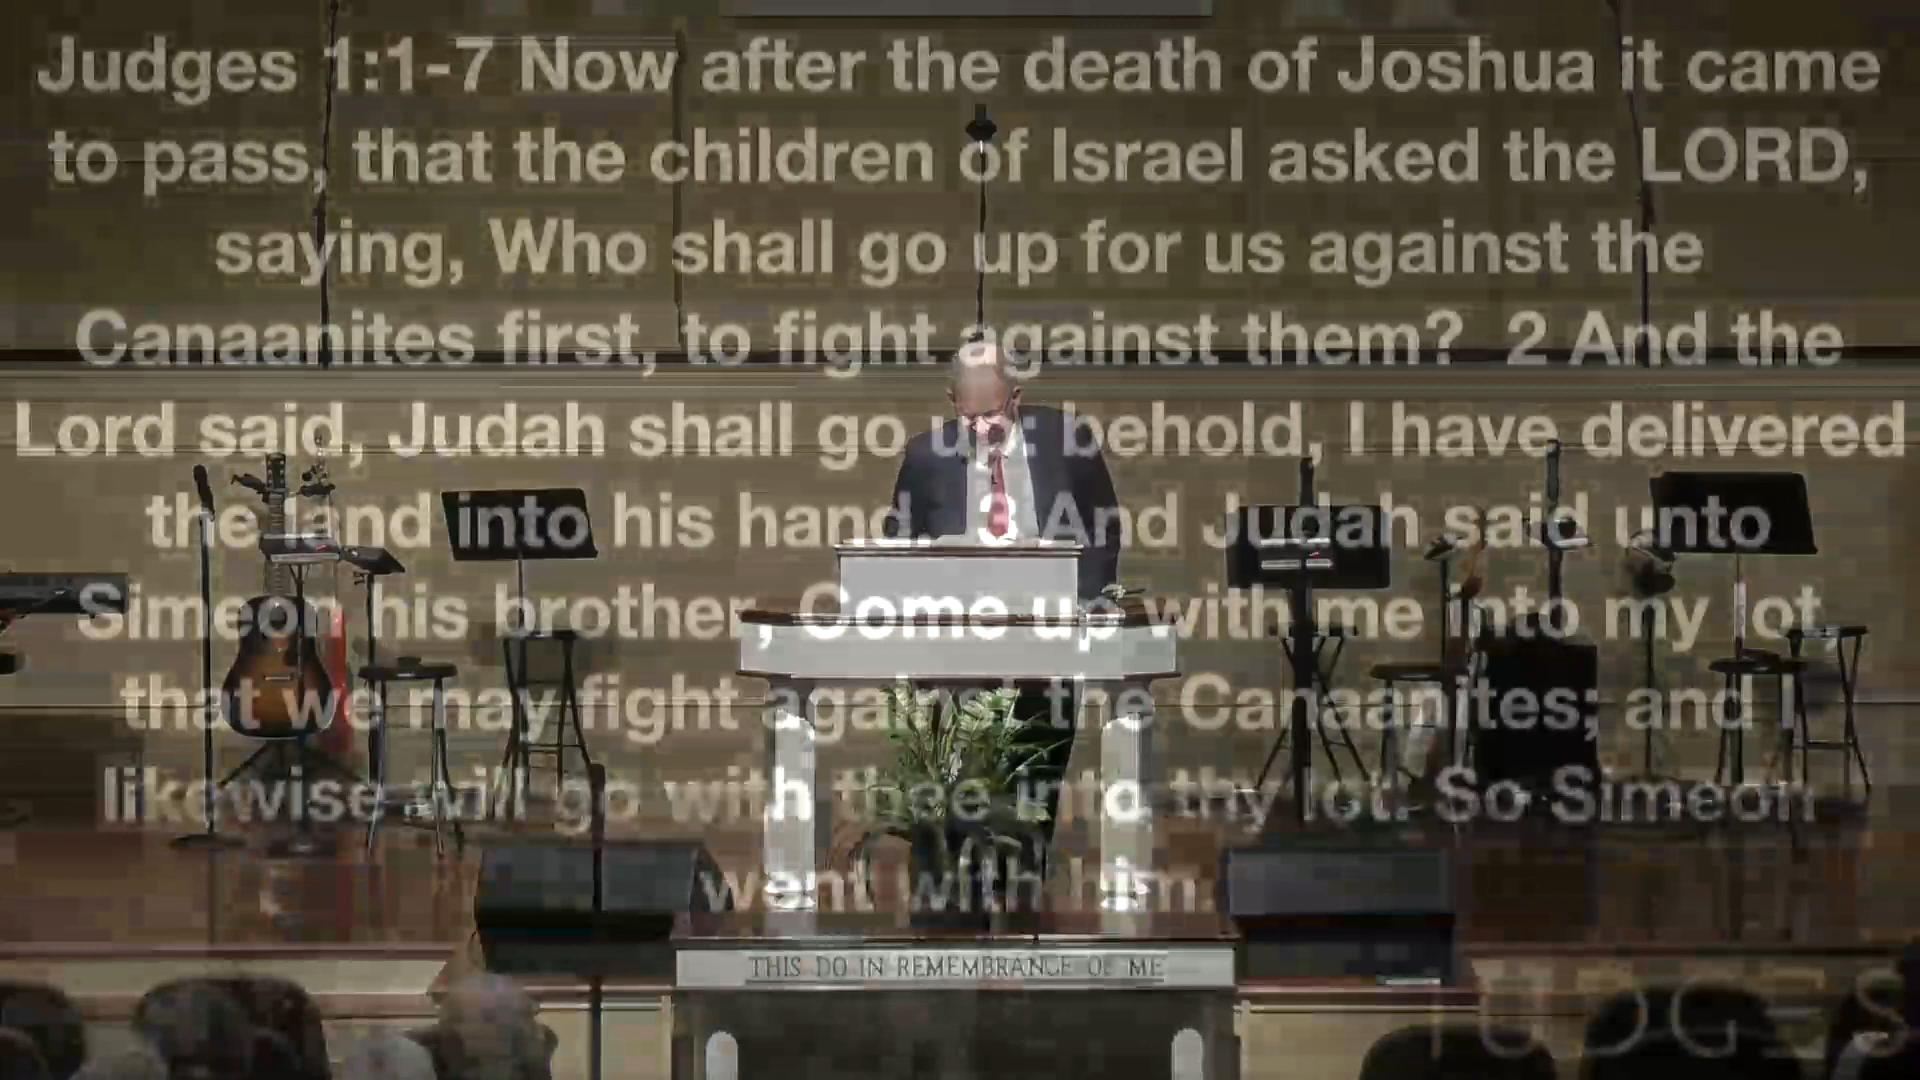 Judges 1:1-7 Now after the death of Joshua it came
to pass, that the children of Israel asked the LORD,
saying, Who shall go up for us against the
Canaanites first, to fight against them?  2 And the
Lord said, Judah shall go up: behold, I have delivered
the land into his hand.  3 And Judah said unto
Simeon his brother, Come up with me into my lot,
that we may fight against the Canaanites; and I
likewise will go with thee into thy lot. So Simeon
went with him.
THIS DO IN REMEMBRANCE OF ME
JUDGES